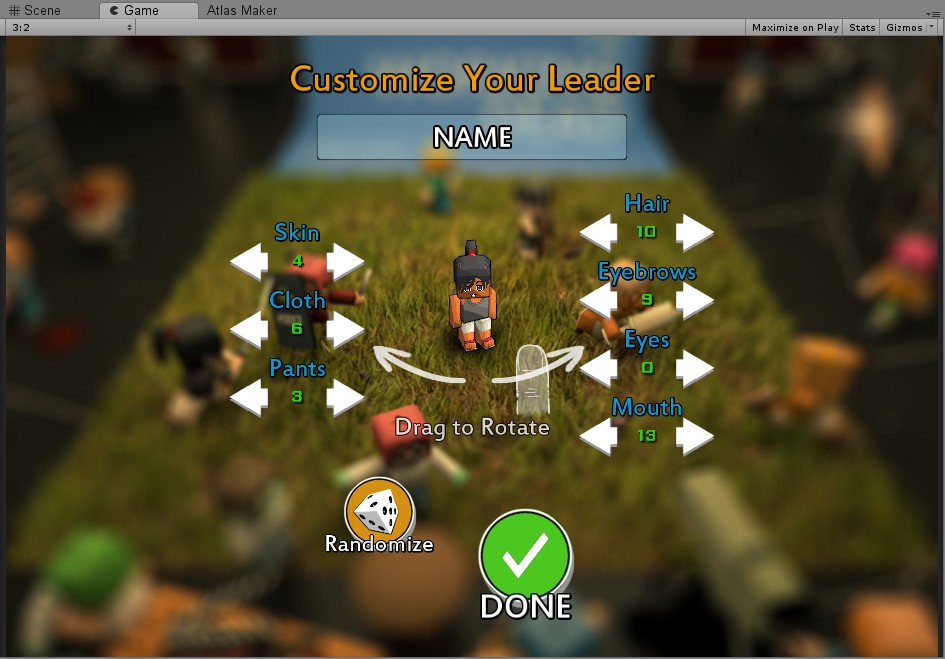 Scene
Game
Atlas Maker
3:2
Maximize on Play
Stats
Gizmos
Customize Your Leader
NAME
Skin
4
Cloth
6
Pants
3
Hair
10
Eyebrows
9
Eyes
0
Mouth
13
Drag to Rotate
Randomize
DONE